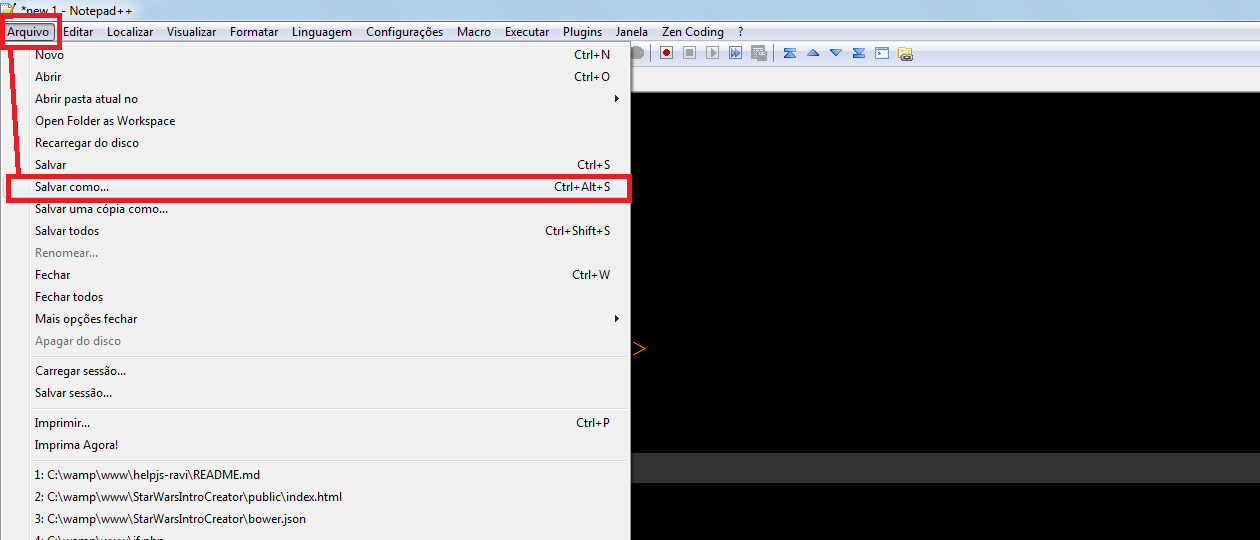 *new 1 - Notepad++
Arquivo Editar Localizar Visualizar Formatar Linguagem Configurações Macro Executar Plugins Janela Zen Coding ?
Novo Ctrl+N
Abrir Ctrl+O
Abrir pasta atual no
Open Folder as Workspace
Recarregar do disco
Salvar Ctrl+S
Salvar como... Ctrl+Alt+S
Salvar uma cópia como...
Salvar todos Ctrl+Shift+S
Renomear...
Fechar Ctrl+W
Fechar todos
Mais opções fechar
Apagar do disco
>
Carregar sessão...
Salvar sessão...
Imprimir... Ctrl+P
Imprima Agora!
1: C:\wamp\www\helpjs-ravi\README.md
2: C:\wamp\www\StarWarsIntroCreator\public\index.html
3: C:\wamp\www\StarWarsIntroCreator\bower.json